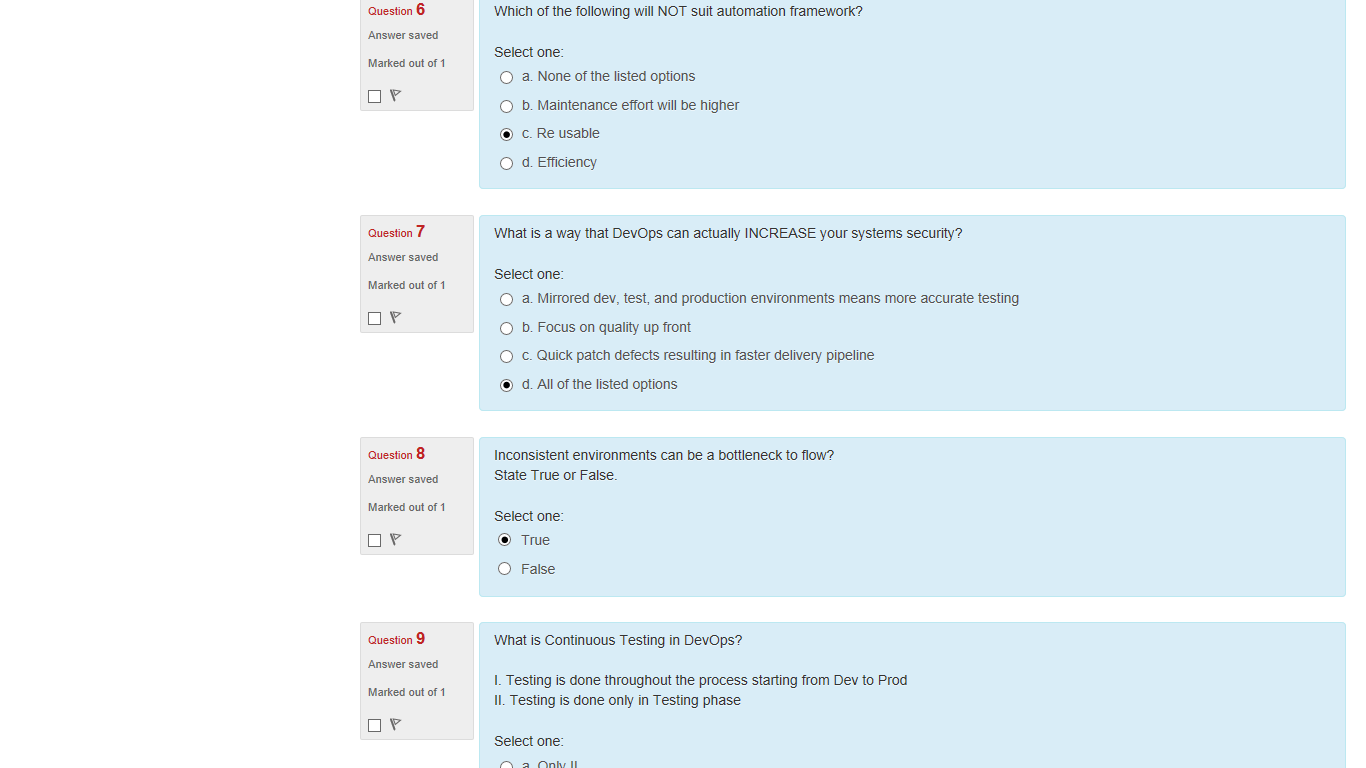 Question 6
Answer saved
Marked out of 1
Which of the following will NOT suit automation framework?
Select one:
a. None of the listed options
b. Maintenance effort will be higher
c. Re usable
d. Efficiency
Question 7
Answer saved
Marked out of 1
What is a way that DevOps can actually INCREASE your systems security?
Select one:
a. Mirrored dev, test, and production environments means more accurate testing
b. Focus on quality up front
c. Quick patch defects resulting in faster delivery pipeline
d. All of the listed options
Question 8
Answer saved
Marked out of 1
Inconsistent environments can be a bottleneck to flow?
State True or False.
Select one:
True
False
Question 9
Answer saved
Marked out of 1
What is Continuous Testing in DevOps?
I. Testing is done throughout the process starting from Dev to Prod
II. Testing is done only in Testing phase
Select one:
a. Only II